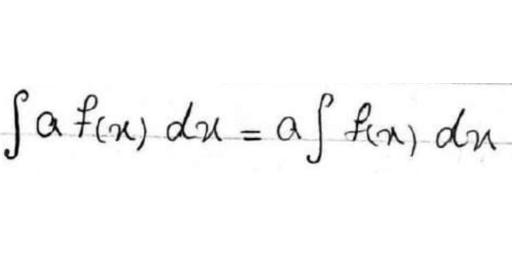 ∫ a f(x) dx = a ∫ f(x) dx